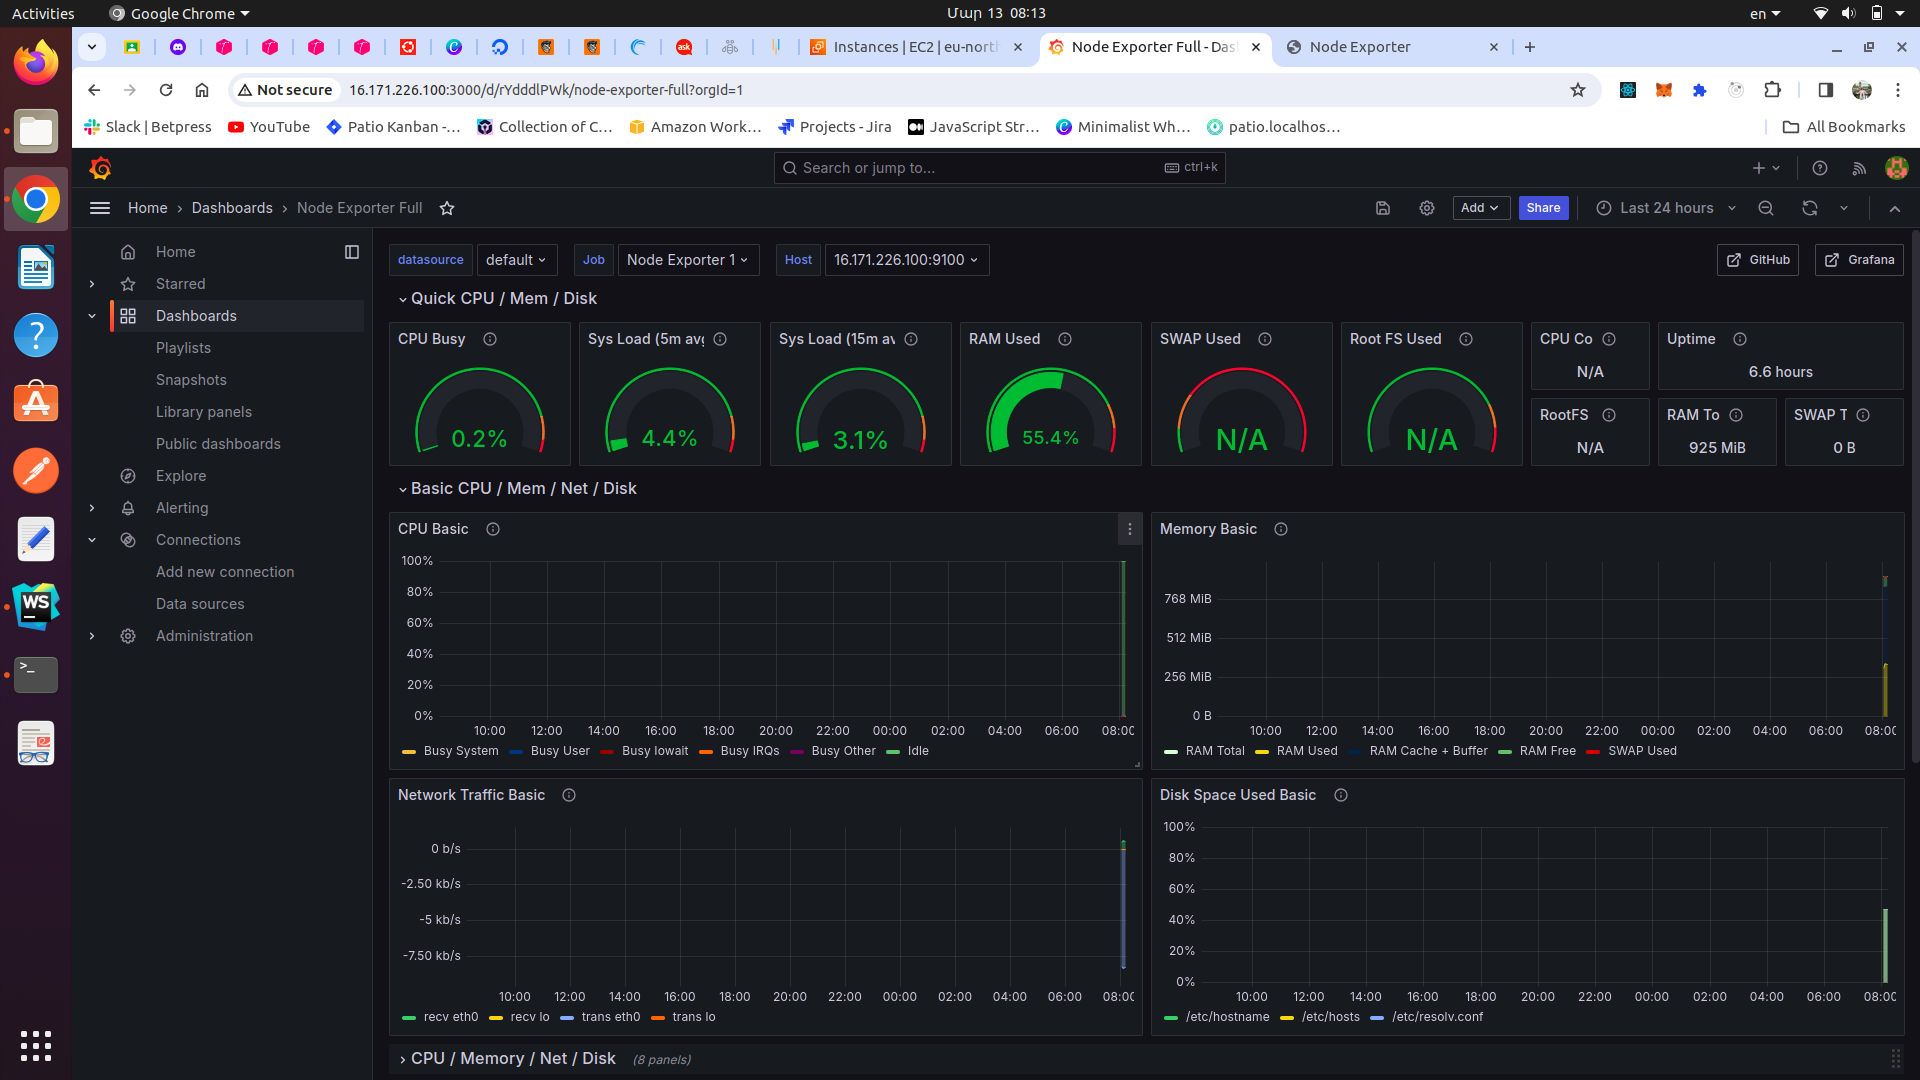 Activities
Google Chrome
Մար 13 08:13
en
Instances | EC2 | eu-north
Node Exporter Full - Das
Node Exporter
Not secure
16.171.226.100:3000/d/rYdddlPWk/node-exporter-full?orgId=1
Slack | Betpress
YouTube
Patio Kanban -...
Collection of C...
Amazon Work...
Projects - Jira
JavaScript Str...
Minimalist Wh...
patio.localhos...
All Bookmarks
Search or jump to...
ctrl+k
Home
Dashboards
Node Exporter Full
Add
Share
Last 24 hours
Home
Starred
Dashboards
Playlists
Snapshots
Library panels
Public dashboards
Explore
Alerting
Connections
Add new connection
Data sources
Administration
datasource
default
Job
Node Exporter 1
Host
16.171.226.100:9100
GitHub
Grafana
Quick CPU / Mem / Disk
CPU Busy
0.2%
Sys Load (5m avg
4.4%
Sys Load (15m av
3.1%
RAM Used
55.4%
SWAP Used
N/A
Root FS Used
N/A
CPU Co
N/A
Uptime
6.6 hours
RootFS
N/A
RAM To
925 MiB
SWAP T
0 B
Basic CPU / Mem / Net / Disk
CPU Basic
100%
80%
60%
40%
20%
0%
10:00 12:00 14:00 16:00 18:00 20:00 22:00 00:00 02:00 04:00 06:00 08:00
Busy System Busy User Busy Iowait Busy IRQs Busy Other Idle
Memory Basic
768 MiB
512 MiB
256 MiB
0 B
10:00 12:00 14:00 16:00 18:00 20:00 22:00 00:00 02:00 04:00 06:00 08:00
RAM Total RAM Used RAM Cache + Buffer RAM Free SWAP Used
Network Traffic Basic
0 b/s
-2.50 kb/s
-5 kb/s
-7.50 kb/s
10:00 12:00 14:00 16:00 18:00 20:00 22:00 00:00 02:00 04:00 06:00 08:00
recv eth0 recv lo trans eth0 trans lo
Disk Space Used Basic
100%
80%
60%
40%
20%
0%
10:00 12:00 14:00 16:00 18:00 20:00 22:00 00:00 02:00 04:00 06:00 08:00
/etc/hostname /etc/hosts /etc/resolv.conf
CPU / Memory / Net / Disk (8 panels)
WS